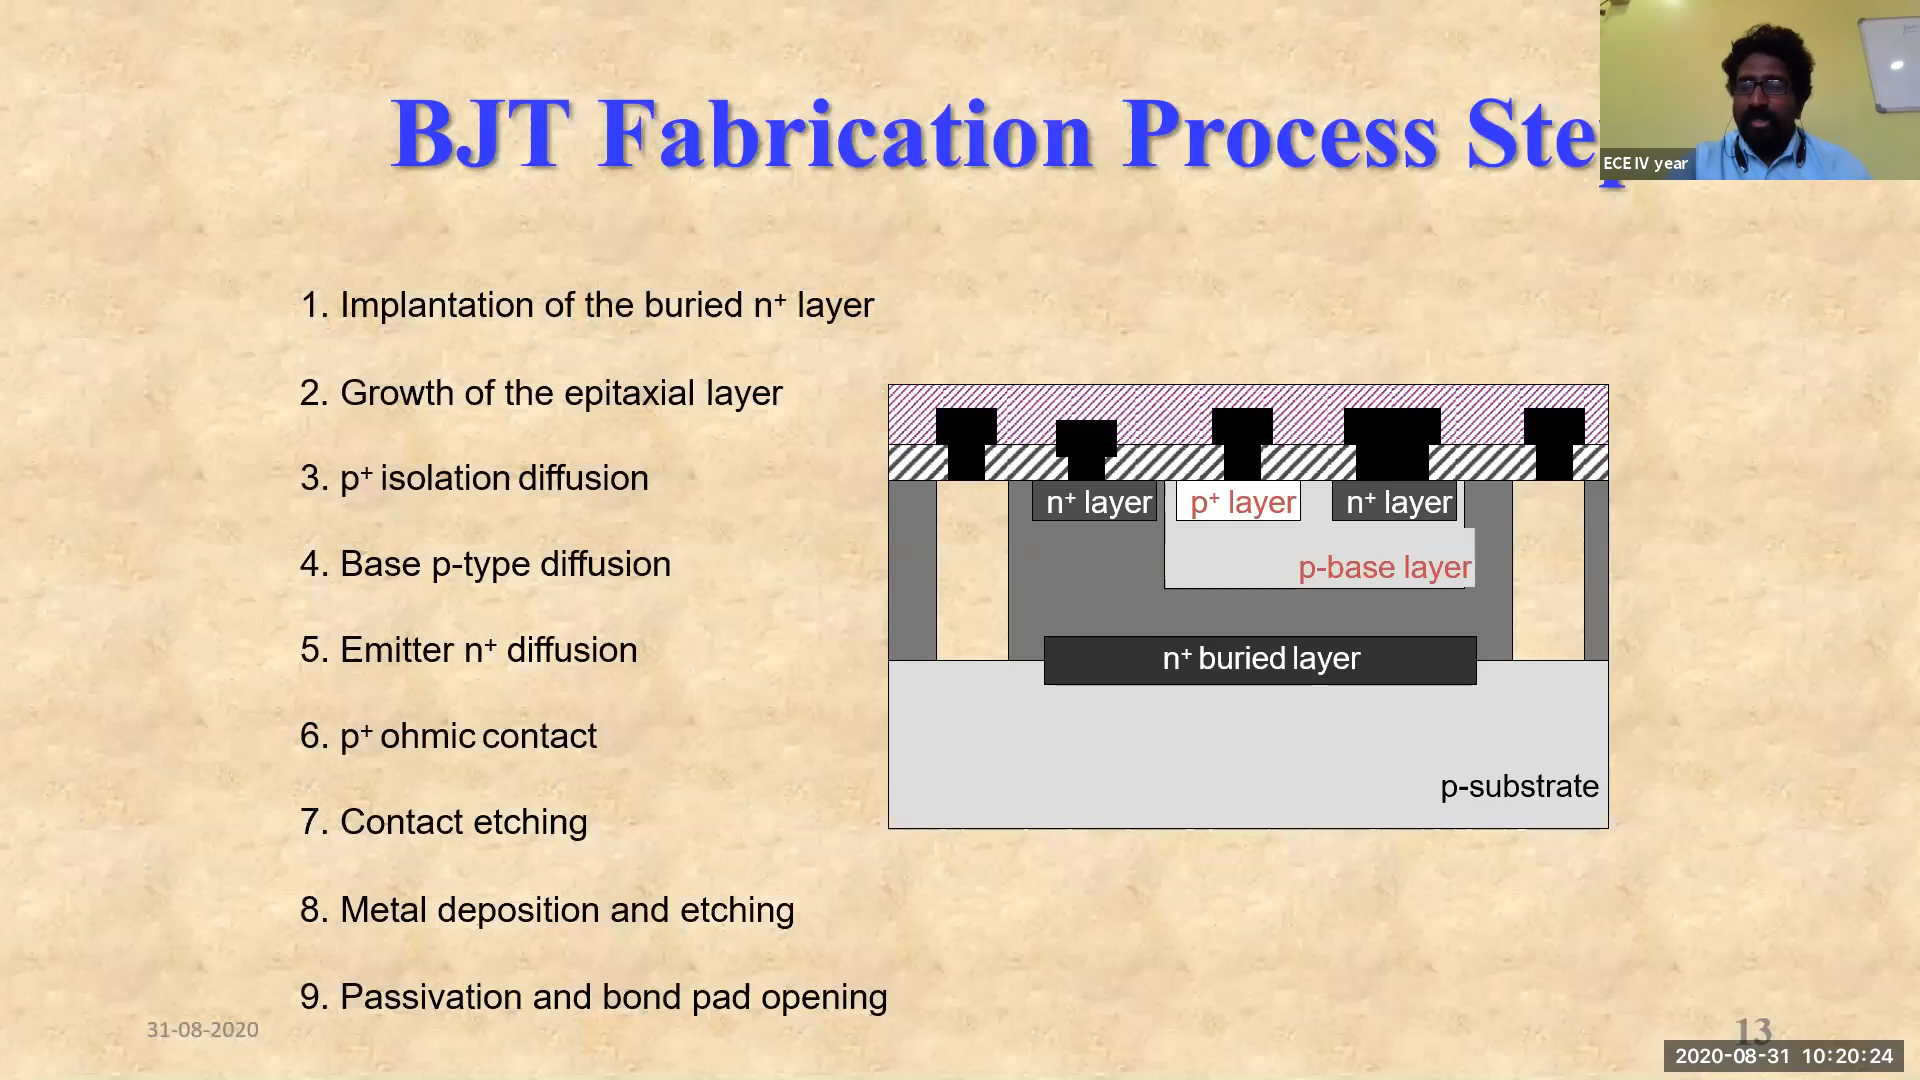 BJT Fabrication Process Step
ECE IV year
1. Implantation of the buried n⁺ layer
2. Growth of the epitaxial layer
3. p⁺ isolation diffusion
4. Base p-type diffusion
5. Emitter n⁺ diffusion
6. p⁺ ohmic contact
7. Contact etching
8. Metal deposition and etching
9. Passivation and bond pad opening
n⁺ layer
p⁺ layer
n⁺ layer
p-base layer
n⁺ buried layer
p-substrate
31-08-2020
13
2020-08-31 10:20:24